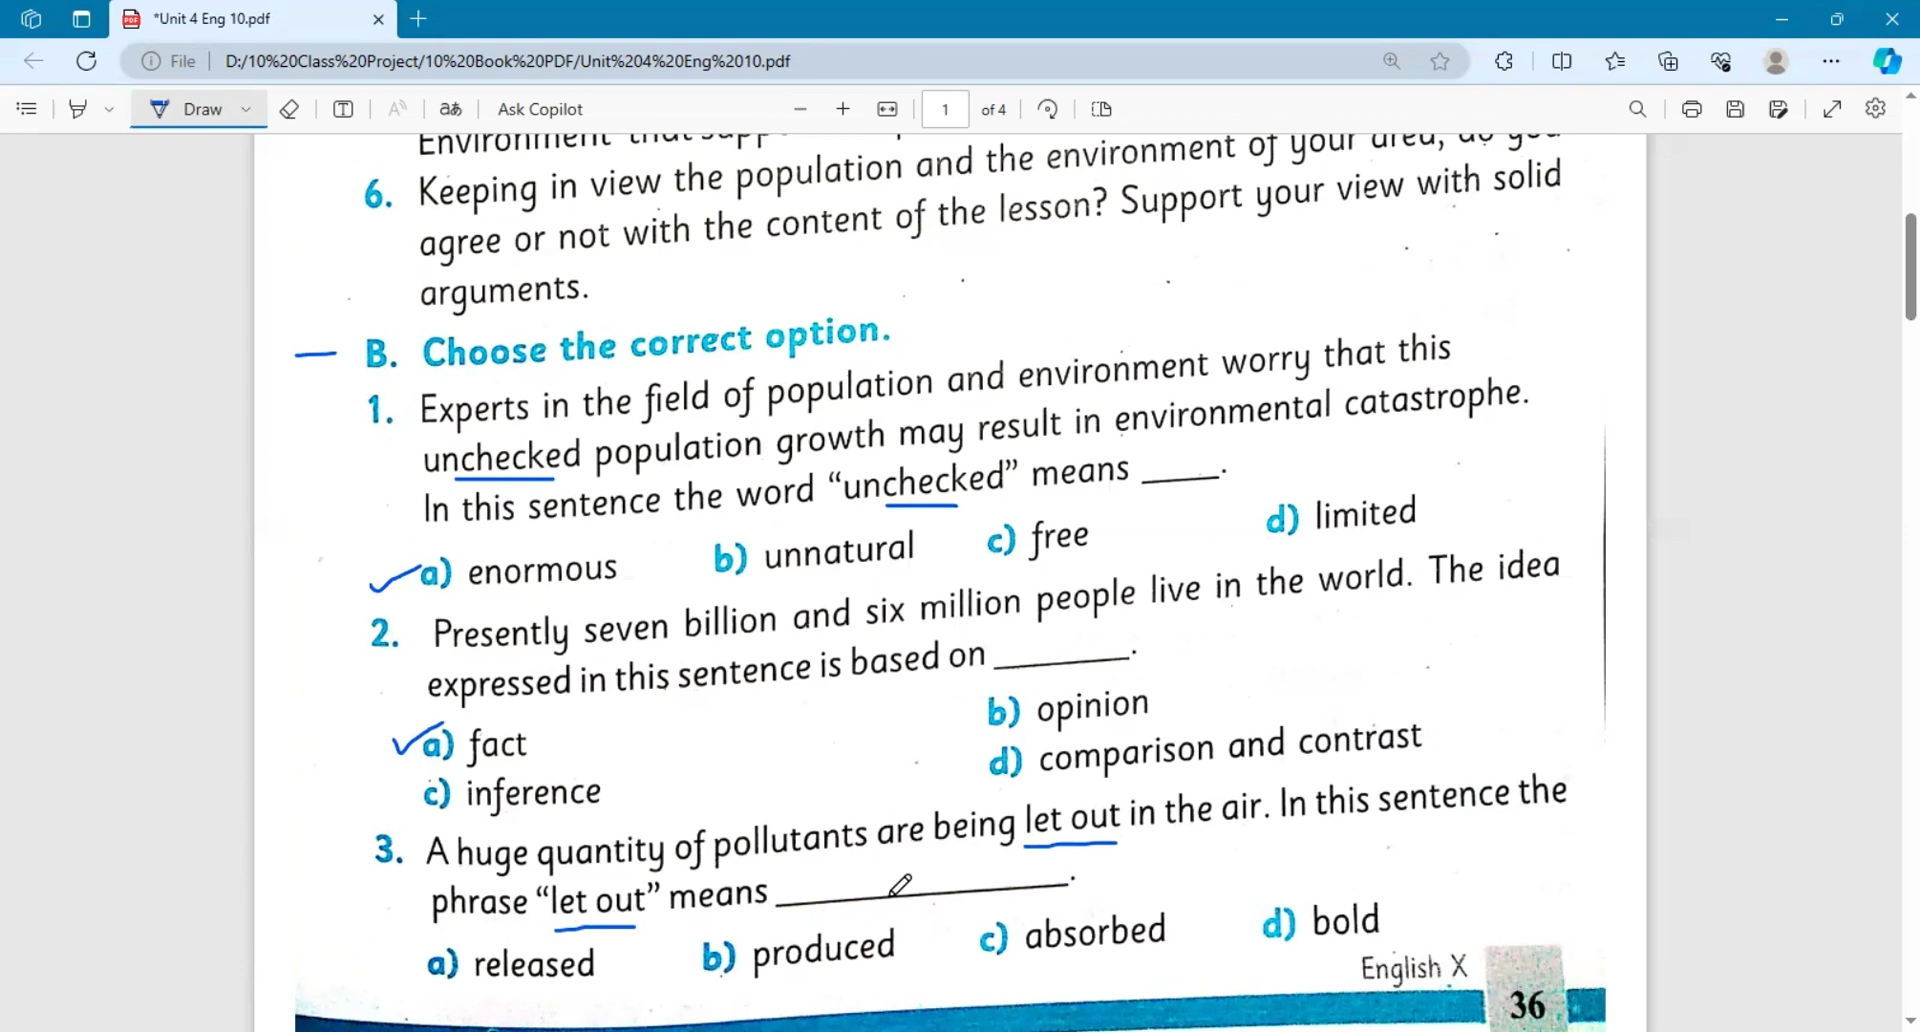 *Unit 4 Eng 10.pdf
File D:/10%20Class%20Project/10%20Book%20PDF/Unit%204%20Eng%2010.pdf
Draw aあ Ask Copilot 1 of 4
Environment that
6. Keeping in view the population and the environment of your area, do you
agree or not with the content of the lesson? Support your view with solid
arguments.
B. Choose the correct option.
1. Experts in the field of population and environment worry that this
unchecked population growth may result in environmental catastrophe.
In this sentence the word “unchecked” means _____.
a) enormous b) unnatural c) free d) limited
2. Presently seven billion and six million people live in the world. The idea
expressed in this sentence is based on _________.
a) fact b) opinion
c) inference d) comparison and contrast
3. A huge quantity of pollutants are being let out in the air. In this sentence the
phrase “let out” means ____________________.
a) released b) produced c) absorbed d) bold
English X
36